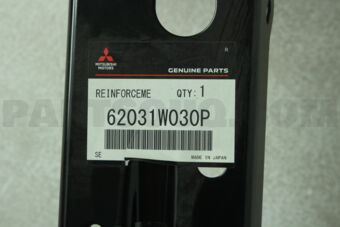 R
MITSUBISHI
MOTORS
GENUINE PARTS
REINFORCEME QTY:1
62031W030P
SE
MADE IN JAPAN